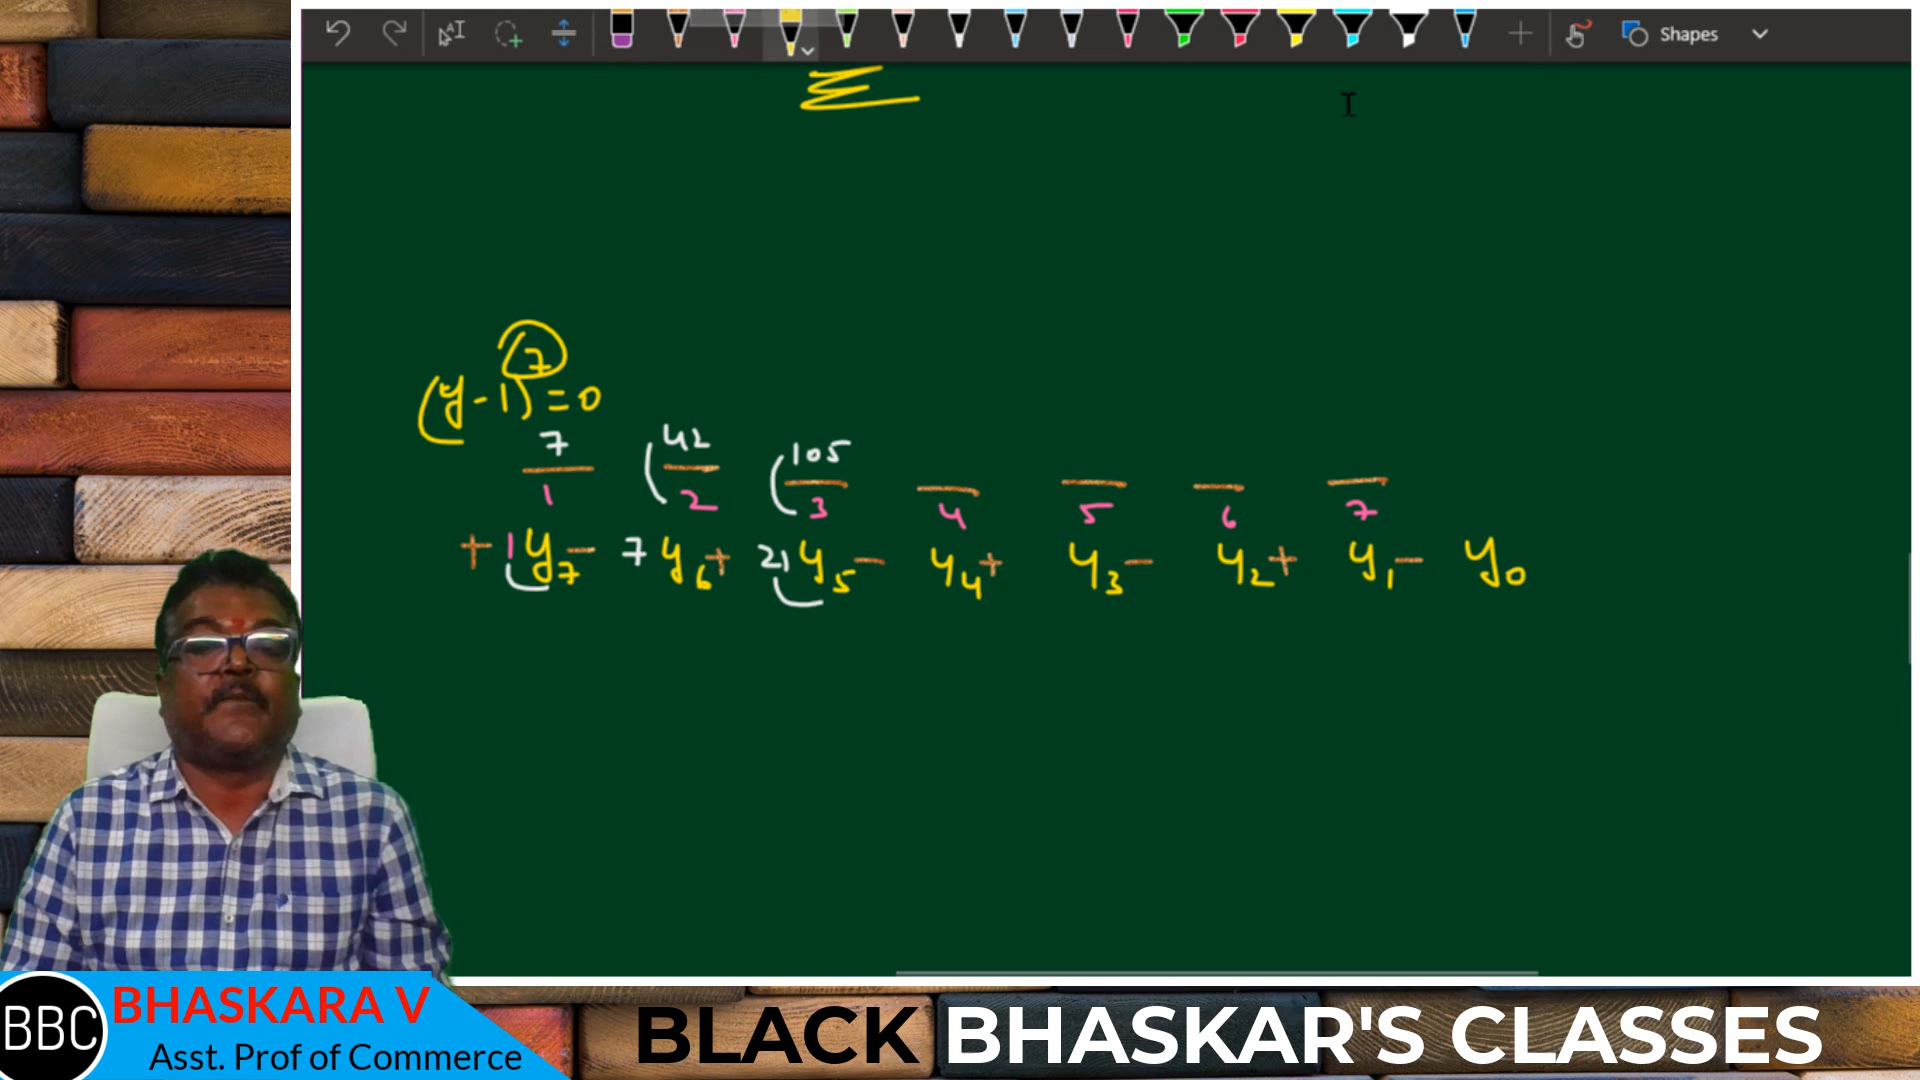 Shapes
(y-1)⁷=0
7 42 105
1 2 3 4 5 6 7
+1y₇- 7y₆+ 21y₅- y₄+ y₃- y₂+ y₁- y₀
BBC
BHASKARA V
Asst. Prof of Commerce
BLACK BHASKAR'S CLASSES